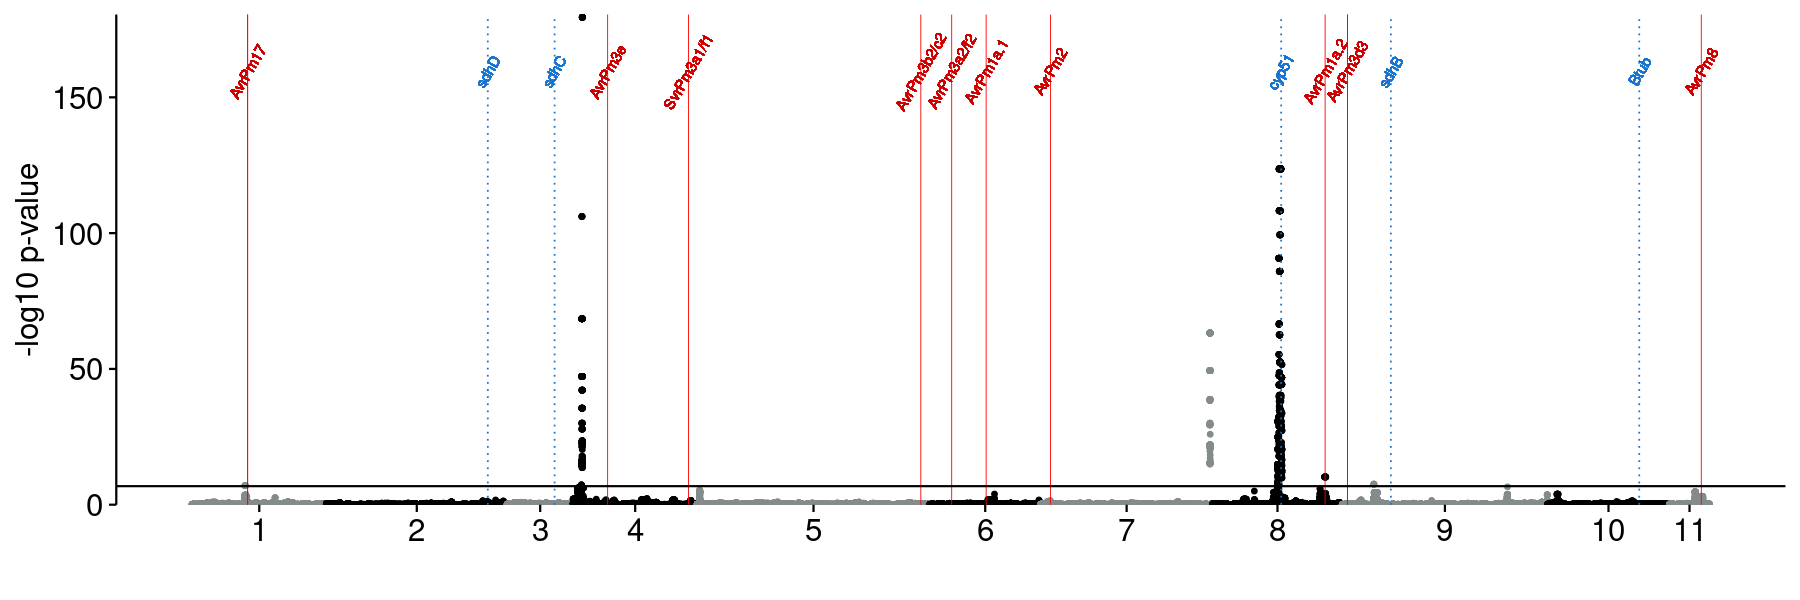 AvrPm17
sdhD
sdhC
AvrPm3e
SvrPm3a1/f1
AvrPm3b2/c2
AvrPm3a2/f2
AvrPm1a.1
AvrPm2
cyp51
AvrPm1a.2
AvrPm3d3
sdhB
Btub
AvrPm8
-log10 p-value
150
100
50
0
1 2 3 4 5 6 7 8 9 10 11